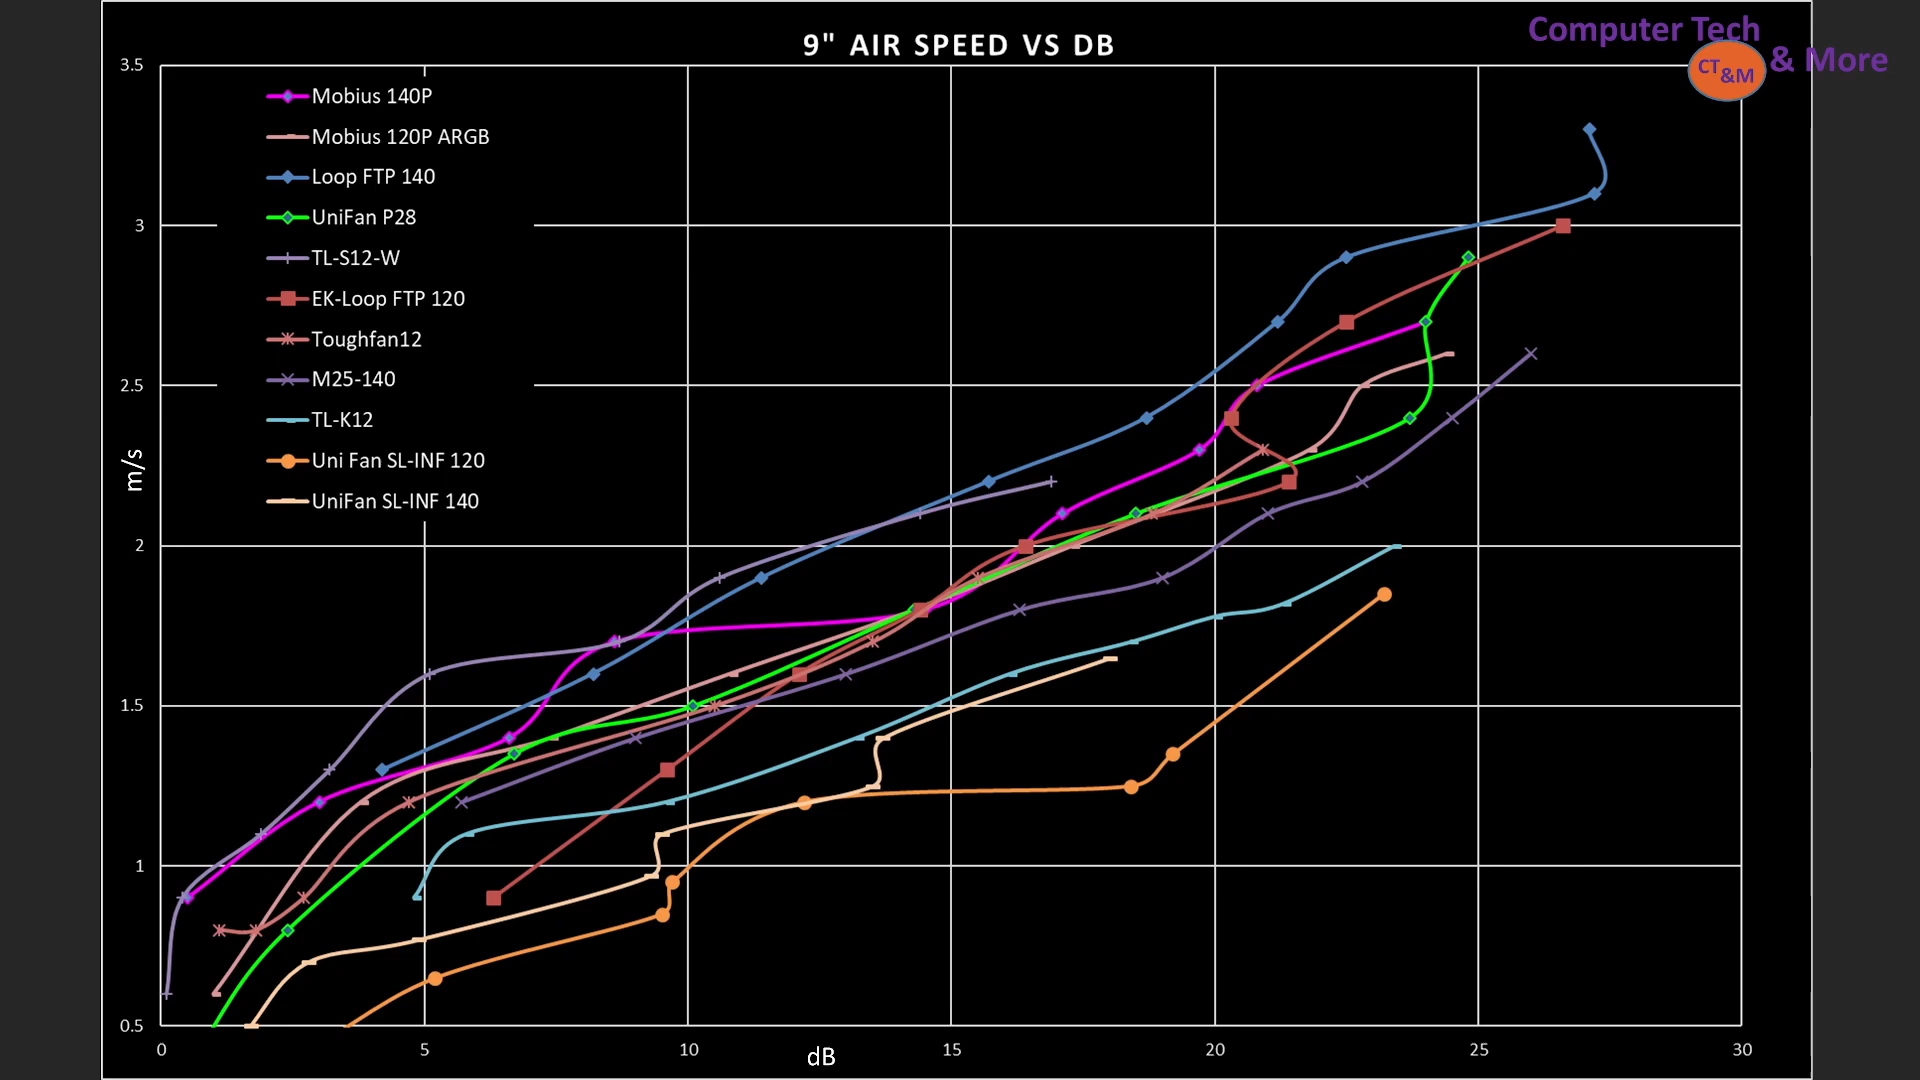 Computer Tech
& More
CT
&M
9" AIR SPEED VS DB
3.5
3
2.5
2
1.5
1
0.5
m/s
Mobius 140P
Mobius 120P ARGB
Loop FTP 140
UniFan P28
TL-S12-W
EK-Loop FTP 120
Toughfan12
M25-140
TL-K12
Uni Fan SL-INF 120
UniFan SL-INF 140
0 5 10 15 20 25 30
dB